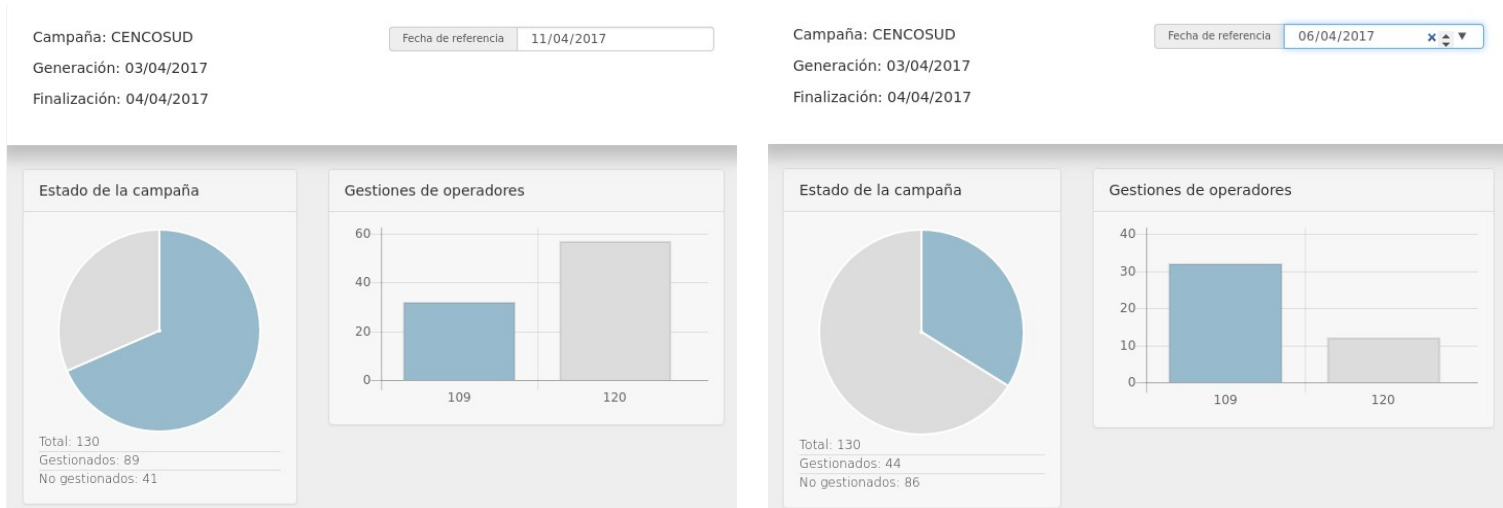 Campaña: CENCOSUD
Generación: 03/04/2017
Finalización: 04/04/2017
Fecha de referencia 11/04/2017
Estado de la campaña
Total: 130
Gestionados: 89
No gestionados: 41
Gestiones de operadores
60
40
20
0
109 120
Campaña: CENCOSUD
Generación: 03/04/2017
Finalización: 04/04/2017
Fecha de referencia 06/04/2017
Estado de la campaña
Total: 130
Gestionados: 44
No gestionados: 86
Gestiones de operadores
40
30
20
10
0
109 120